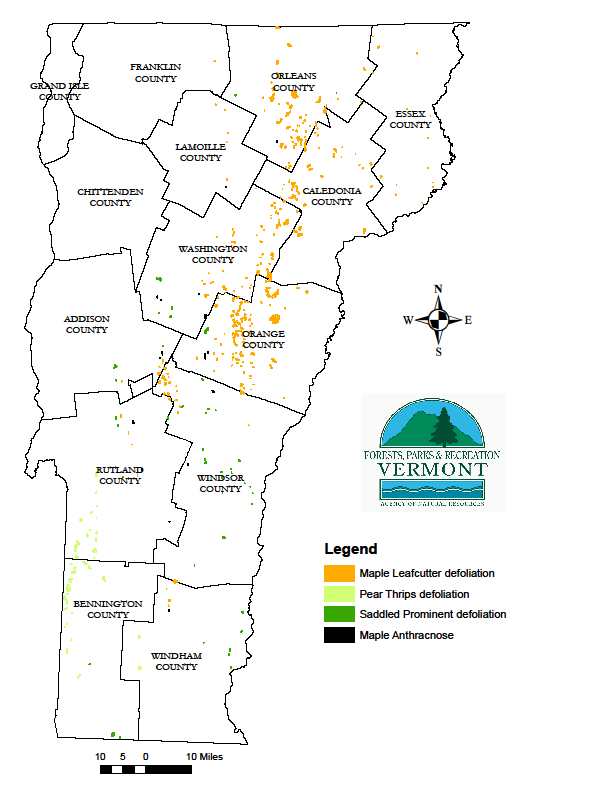 FRANKLIN
COUNTY
ORLEANS
COUNTY
GRAND ISLE
COUNTY
ESSEX
COUNTY
LAMOILLE
COUNTY
CHITTENDEN
COUNTY
CALEDONIA
COUNTY
WASHINGTON
COUNTY
ADDISON
COUNTY
ORANGE
COUNTY
N
W E
S
FORESTS, PARKS & RECREATION
VERMONT
AGENCY OF NATURAL RESOURCES
RUTLAND
COUNTY
WINDSOR
COUNTY
Legend
Maple Leafcutter defoliation
Pear Thrips defoliation
Saddled Prominent defoliation
Maple Anthracnose
BENNINGTON
COUNTY
WINDHAM
COUNTY
10 5 0 10 Miles